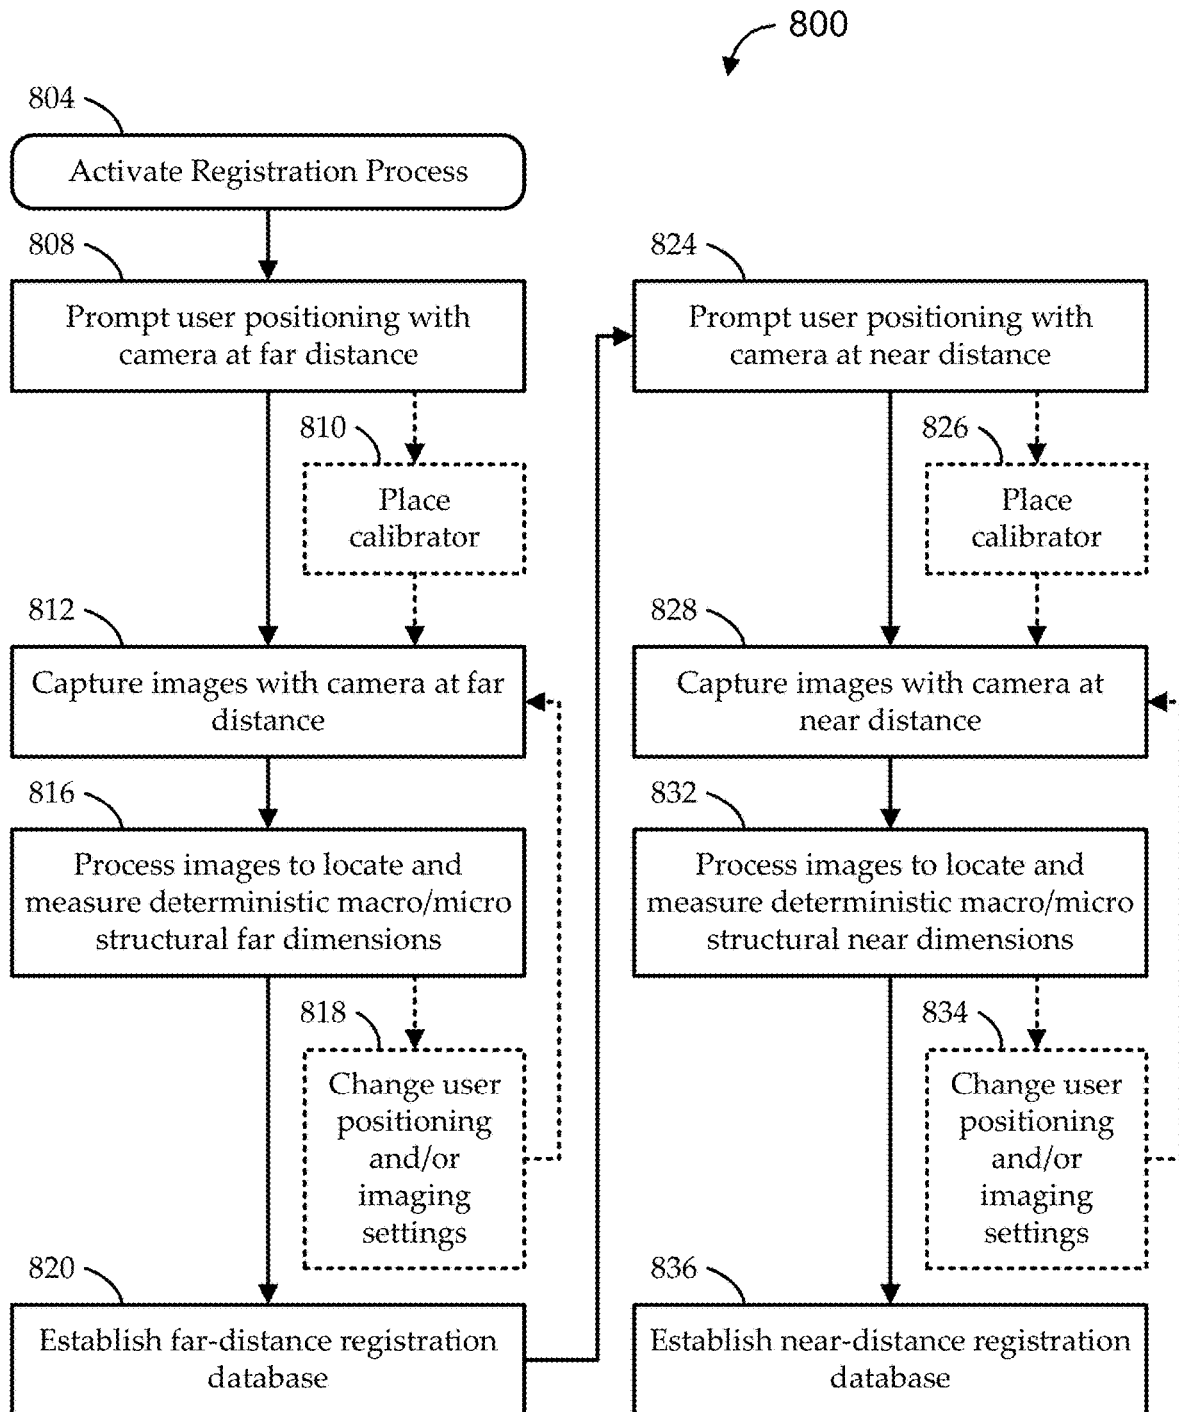 800
804
Activate Registration Process
808
Prompt user positioning with
camera at far distance
810
Place
calibrator
812
Capture images with camera at far
distance
816
Process images to locate and
measure deterministic macro/micro
structural far dimensions
818
Change user
positioning
and/or
imaging
settings
820
Establish far-distance registration
database
824
Prompt user positioning with
camera at near distance
826
Place
calibrator
828
Capture images with camera at
near distance
832
Process images to locate and
measure deterministic macro/micro
structural near dimensions
834
Change user
positioning
and/or
imaging
settings
836
Establish near-distance registration
database